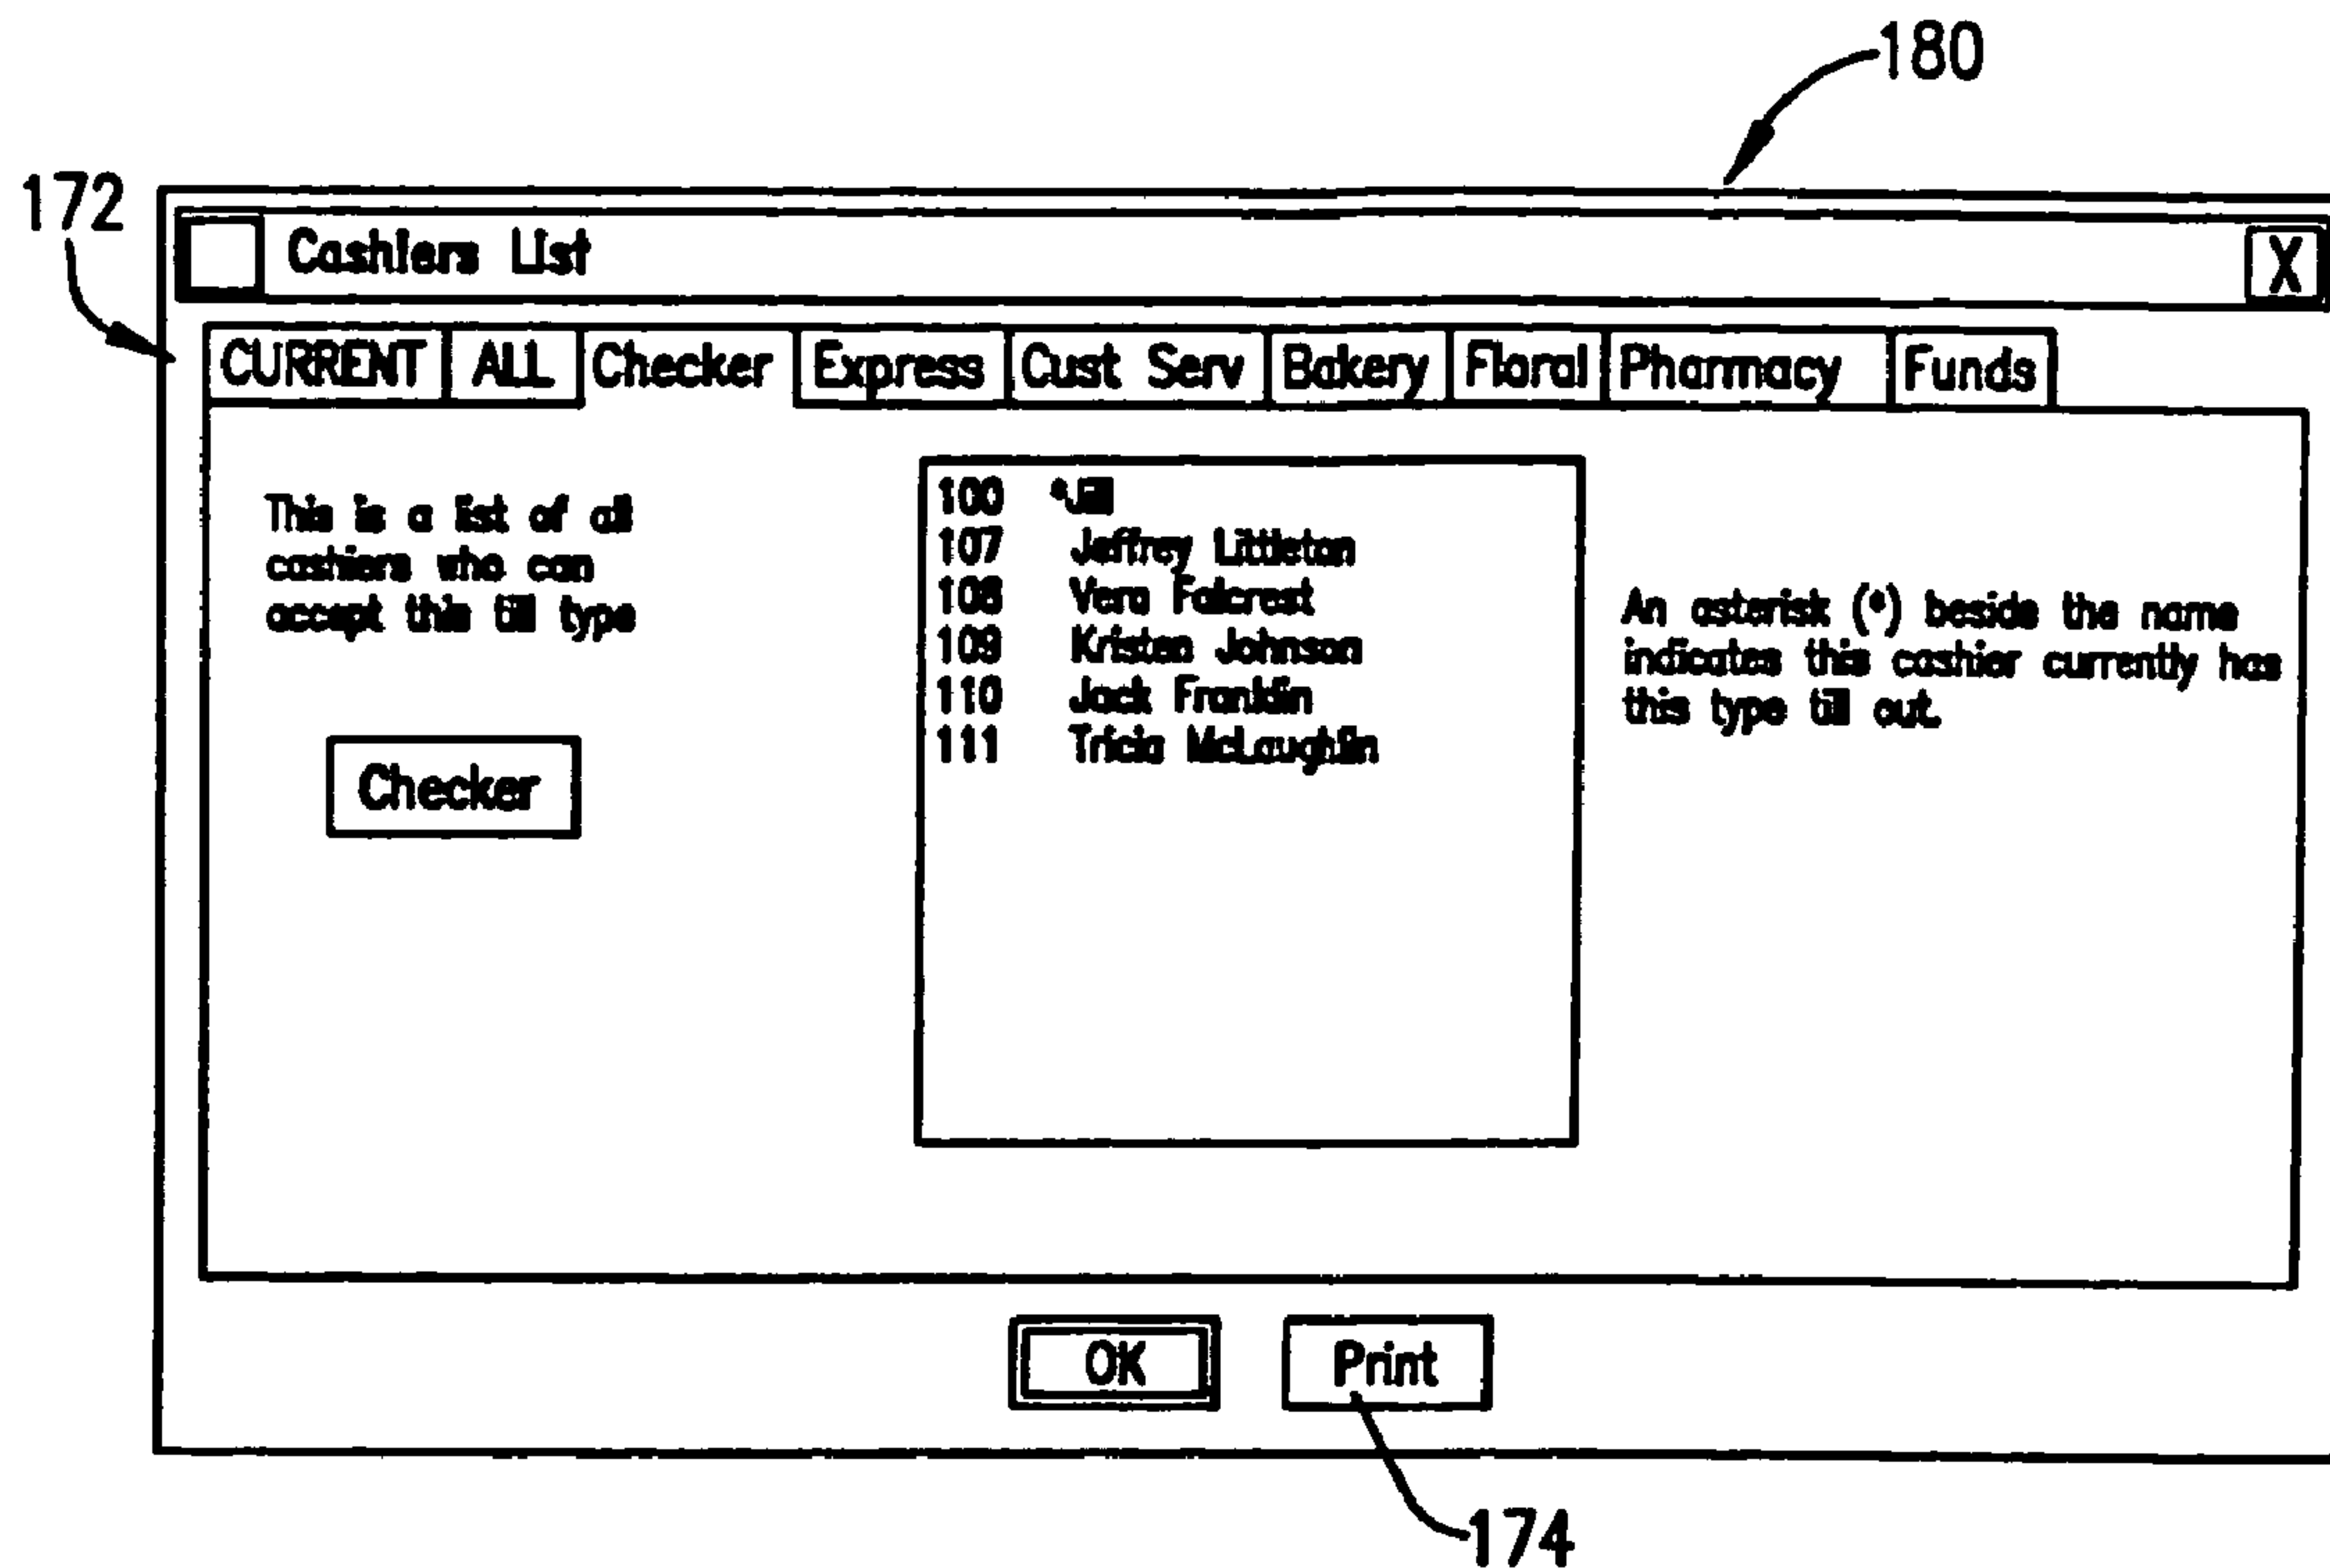 180
172
Cashiers List X
CURRENT ALL Checker Express Cust Serv Bakery Floral Pharmacy Funds
This is a list of all
cashiers who can
accept this till type
Checker
100 *Jill
107 Jeffrey Littleton
108 Vera Falcrest
109 Kristen Johnson
110 Jack Franklin
111 Tricia McLaughlin
An asterisk (*) beside the name
indicates this cashier currently has
this type till out.
OK Print
174